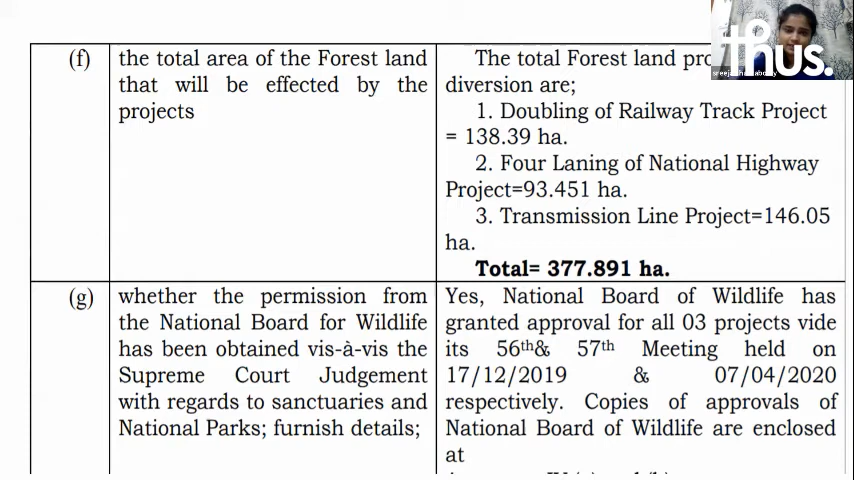 thus.
(f)
the total area of the Forest land
that will be effected by the
projects
The total Forest land
diversion are;
1. Doubling of Railway Track Project
= 138.39 ha.
2. Four Laning of National Highway
Project=93.451 ha.
3. Transmission Line Project=146.05
ha.
Total= 377.891 ha.
(g)
whether the permission from
the National Board for Wildlife
has been obtained vis-à-vis the
Supreme Court Judgement
with regards to sanctuaries and
National Parks; furnish details;
Yes, National Board of Wildlife has
granted approval for all 03 projects vide
its 56th& 57th Meeting held on
17/12/2019 & 07/04/2020
respectively. Copies of approvals of
National Board of Wildlife are enclosed
at